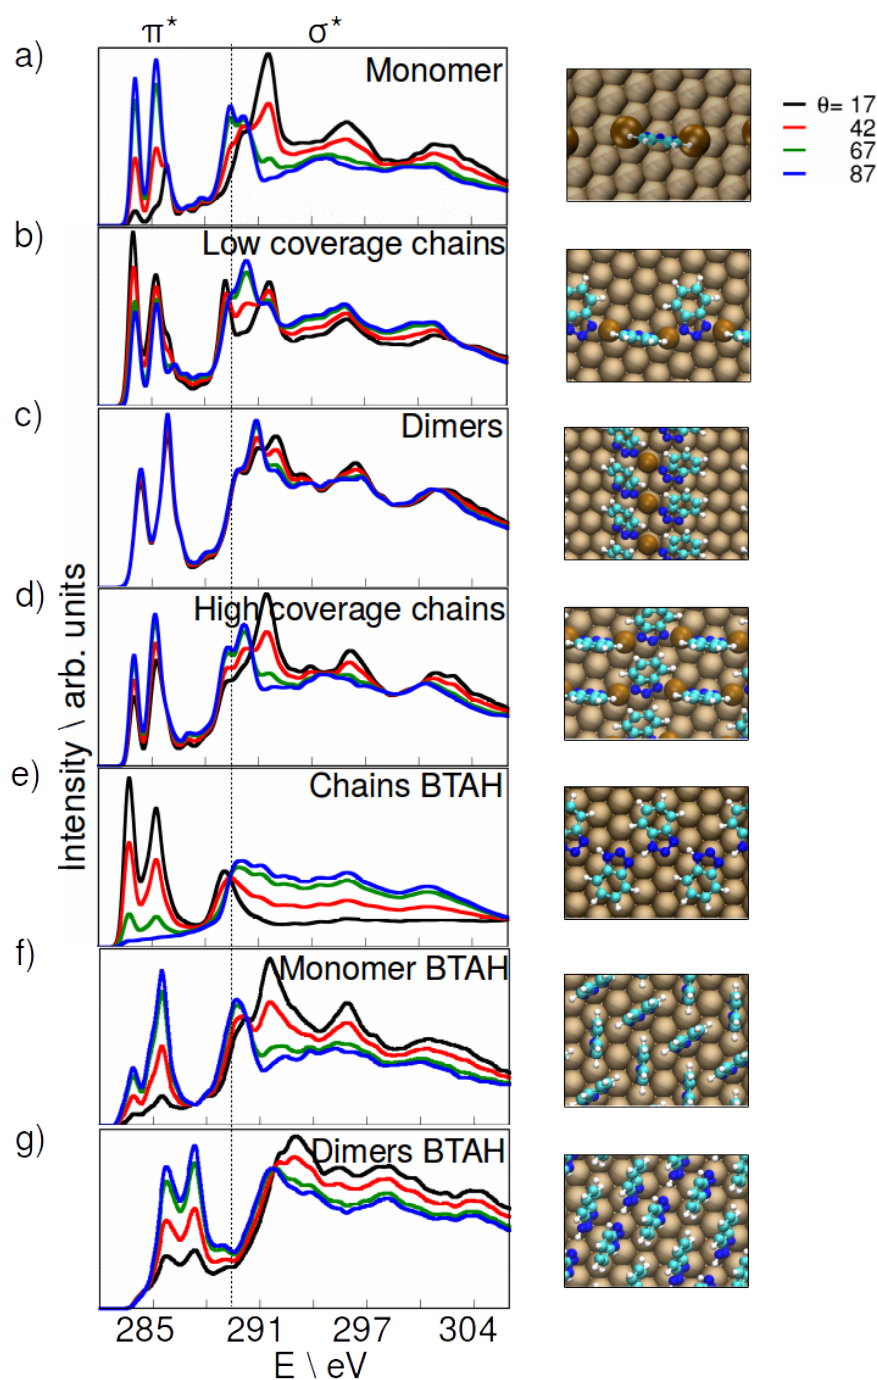 π* σ*
a) Monomer
θ= 17
42
67
87
b) Low coverage chains
c) Dimers
d) High coverage chains
e) Chains BTAH
f) Monomer BTAH
g) Dimers BTAH
Intensity \ arb. units
285 291 297 304
E \ eV